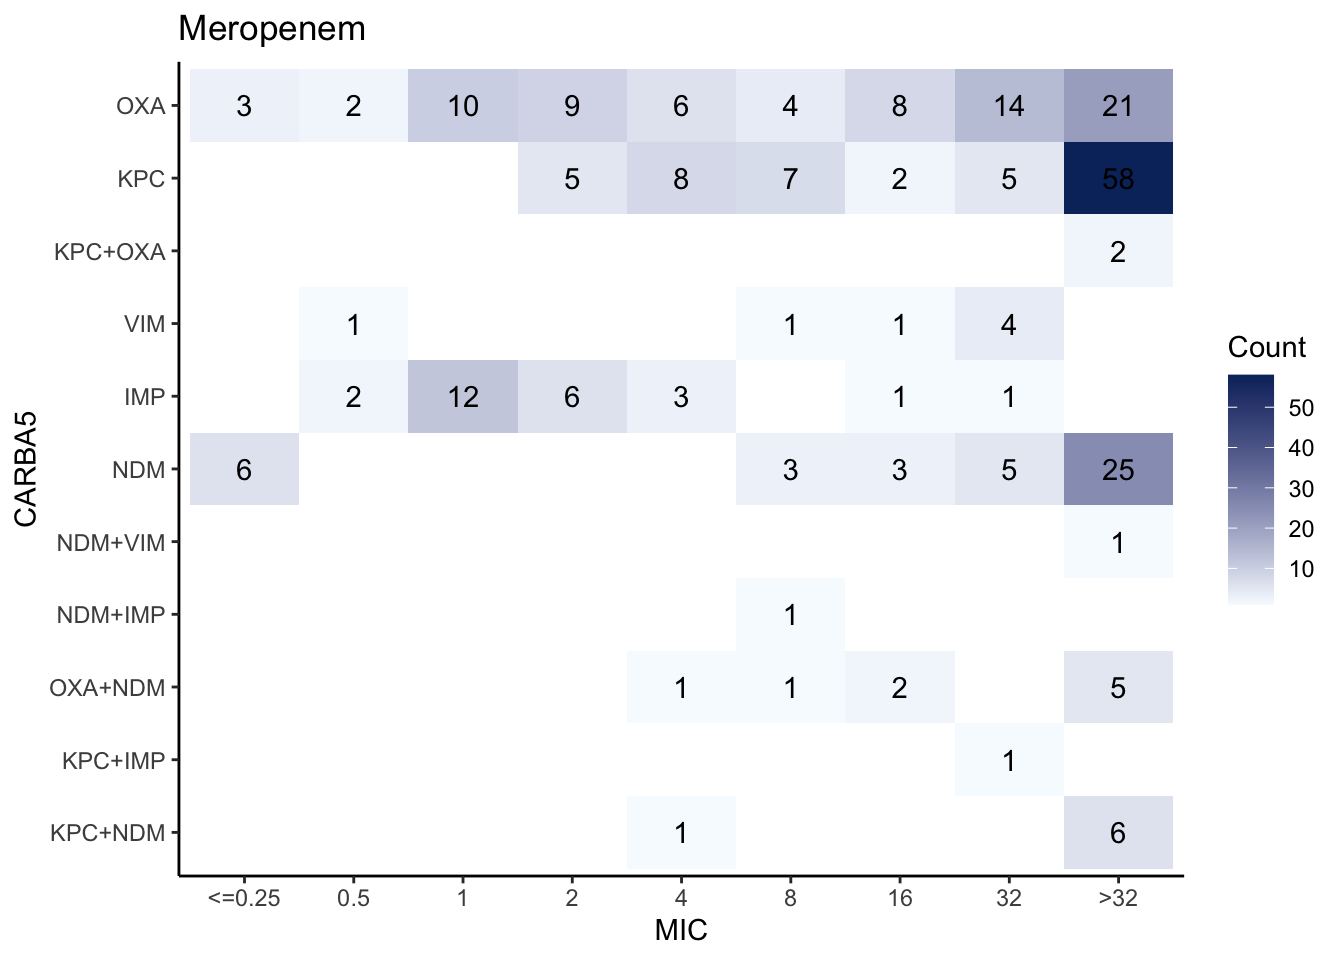 Meropenem
OXA 3 2 10 9 6 4 8 14 21
KPC 5 8 7 2 5 58
KPC+OXA 2
VIM 1 1 1 4
IMP 2 12 6 3 1 1
NDM 6 3 3 5 25
NDM+VIM 1
NDM+IMP 1
OXA+NDM 1 1 2 5
KPC+IMP 1
KPC+NDM 1 6
<=0.25 0.5 1 2 4 8 16 32 >32
MIC
CARBA5
Count
50
40
30
20
10